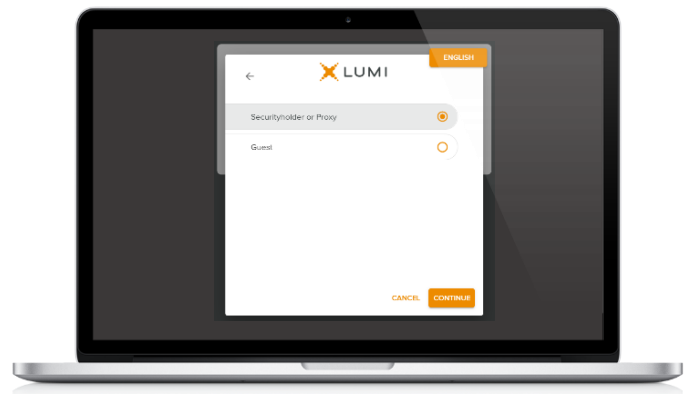 ENGLISH
LUMI
Securityholder or Proxy
Guest
CANCEL
CONTINUE